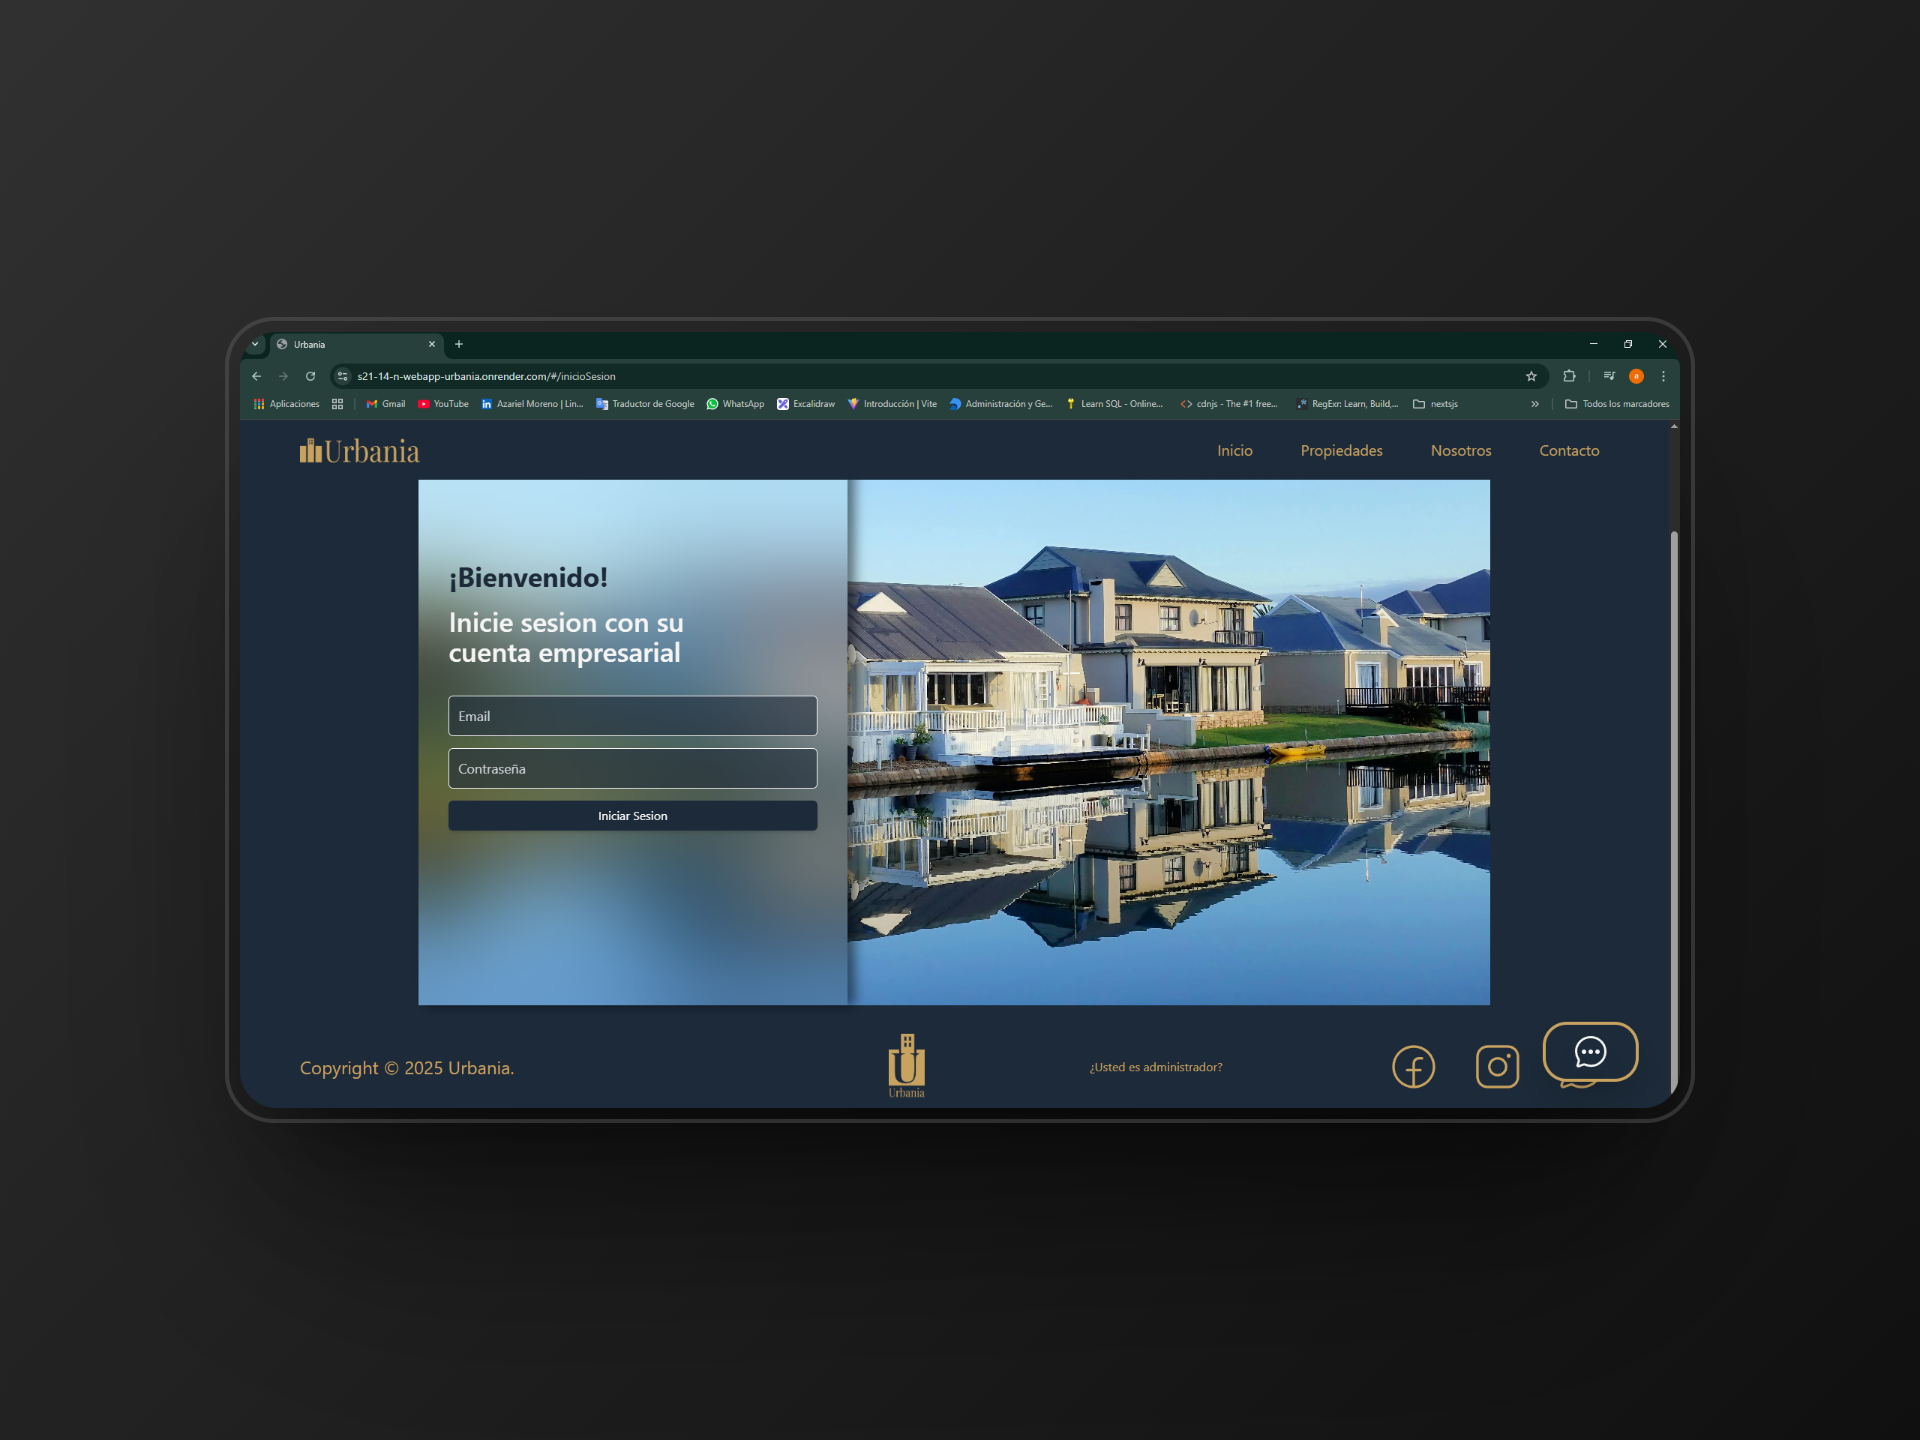 Urbania
s21-14-n-webapp-urbania.onrender.com/#/inicioSesion
Aplicaciones
Gmail
YouTube
Azariel Moreno | Lin...
Traductor de Google
WhatsApp
Excalidraw
Introducción | Vite
Administración y Ge...
Learn SQL - Online...
cdnjs - The #1 free...
RegExr: Learn, Build,...
nextsjs
Todos los marcadores
Urbania
Inicio
Propiedades
Nosotros
Contacto
¡Bienvenido!
Inicie sesion con su
cuenta empresarial
Email
Contraseña
Iniciar Sesion
Copyright © 2025 Urbania.
U
Urbania
¿Usted es administrador?